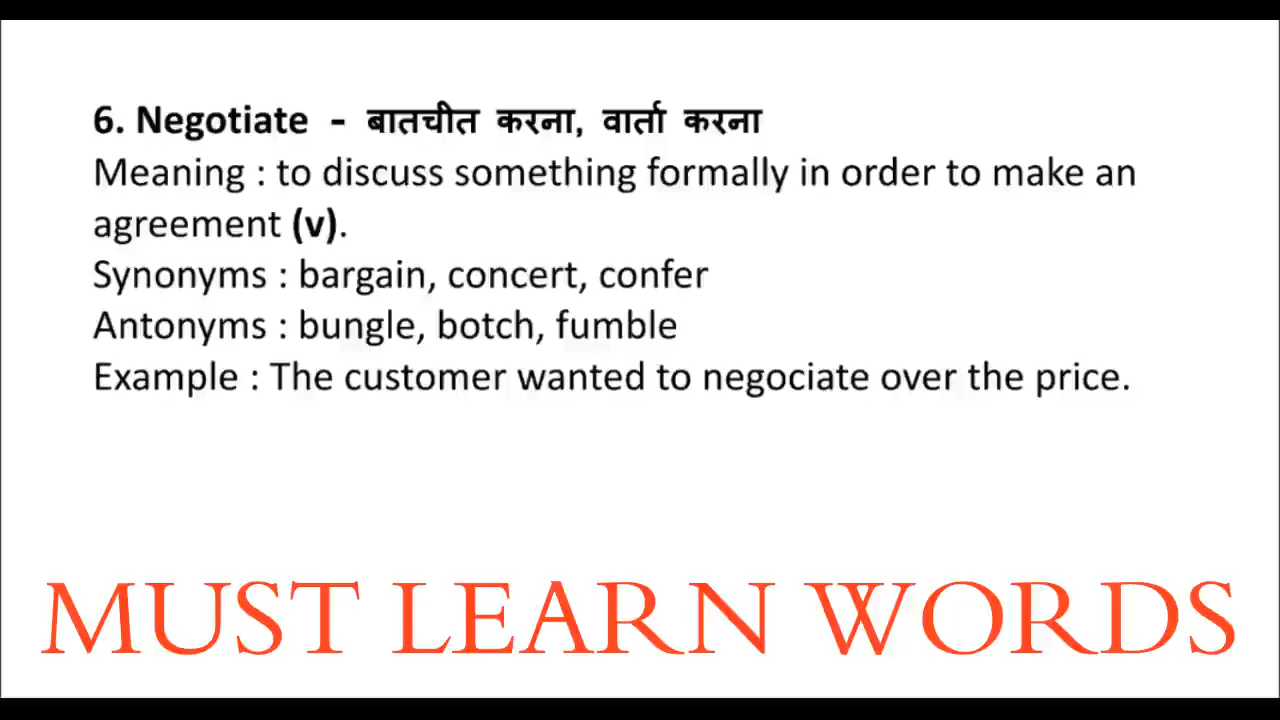 6. Negotiate - बातचीत करना, वार्ता करना
Meaning : to discuss something formally in order to make an
agreement (v).
Synonyms : bargain, concert, confer
Antonyms : bungle, botch, fumble
Example : The customer wanted to negociate over the price.
MUST LEARN WORDS